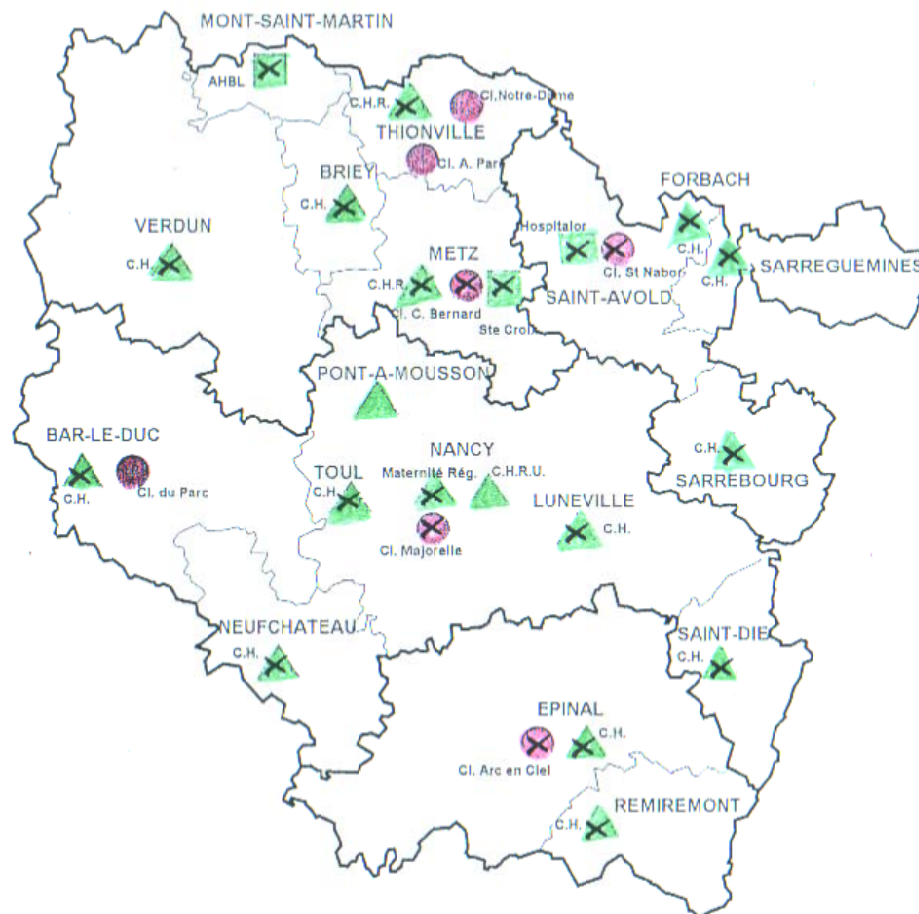 MONT-SAINT-MARTIN
AHBL
C.H.R.
Cl.Notre-Dame
THIONVILLE
Cl. A. Paré
BRIEY
C.H.
FORBACH
C.H.
VERDUN
C.H.
Hospitalor
Cl. St Nabor
SAINT-AVOLD
C.H.
SARREGUEMINES
METZ
C.H.R.
Cl. C. Bernard
Ste Croix
PONT-A-MOUSSON
BAR-LE-DUC
C.H.
Cl. du Parc
TOUL
C.H.
NANCY
Maternité Rég.
C.H.R.U.
Cl. Majorelle
LUNEVILLE
C.H.
C.H.
SARREBOURG
NEUFCHATEAU
C.H.
SAINT-DIE
C.H.
EPINAL
C.H.
Cl. Arc en Ciel
REMIREMONT
C.H.